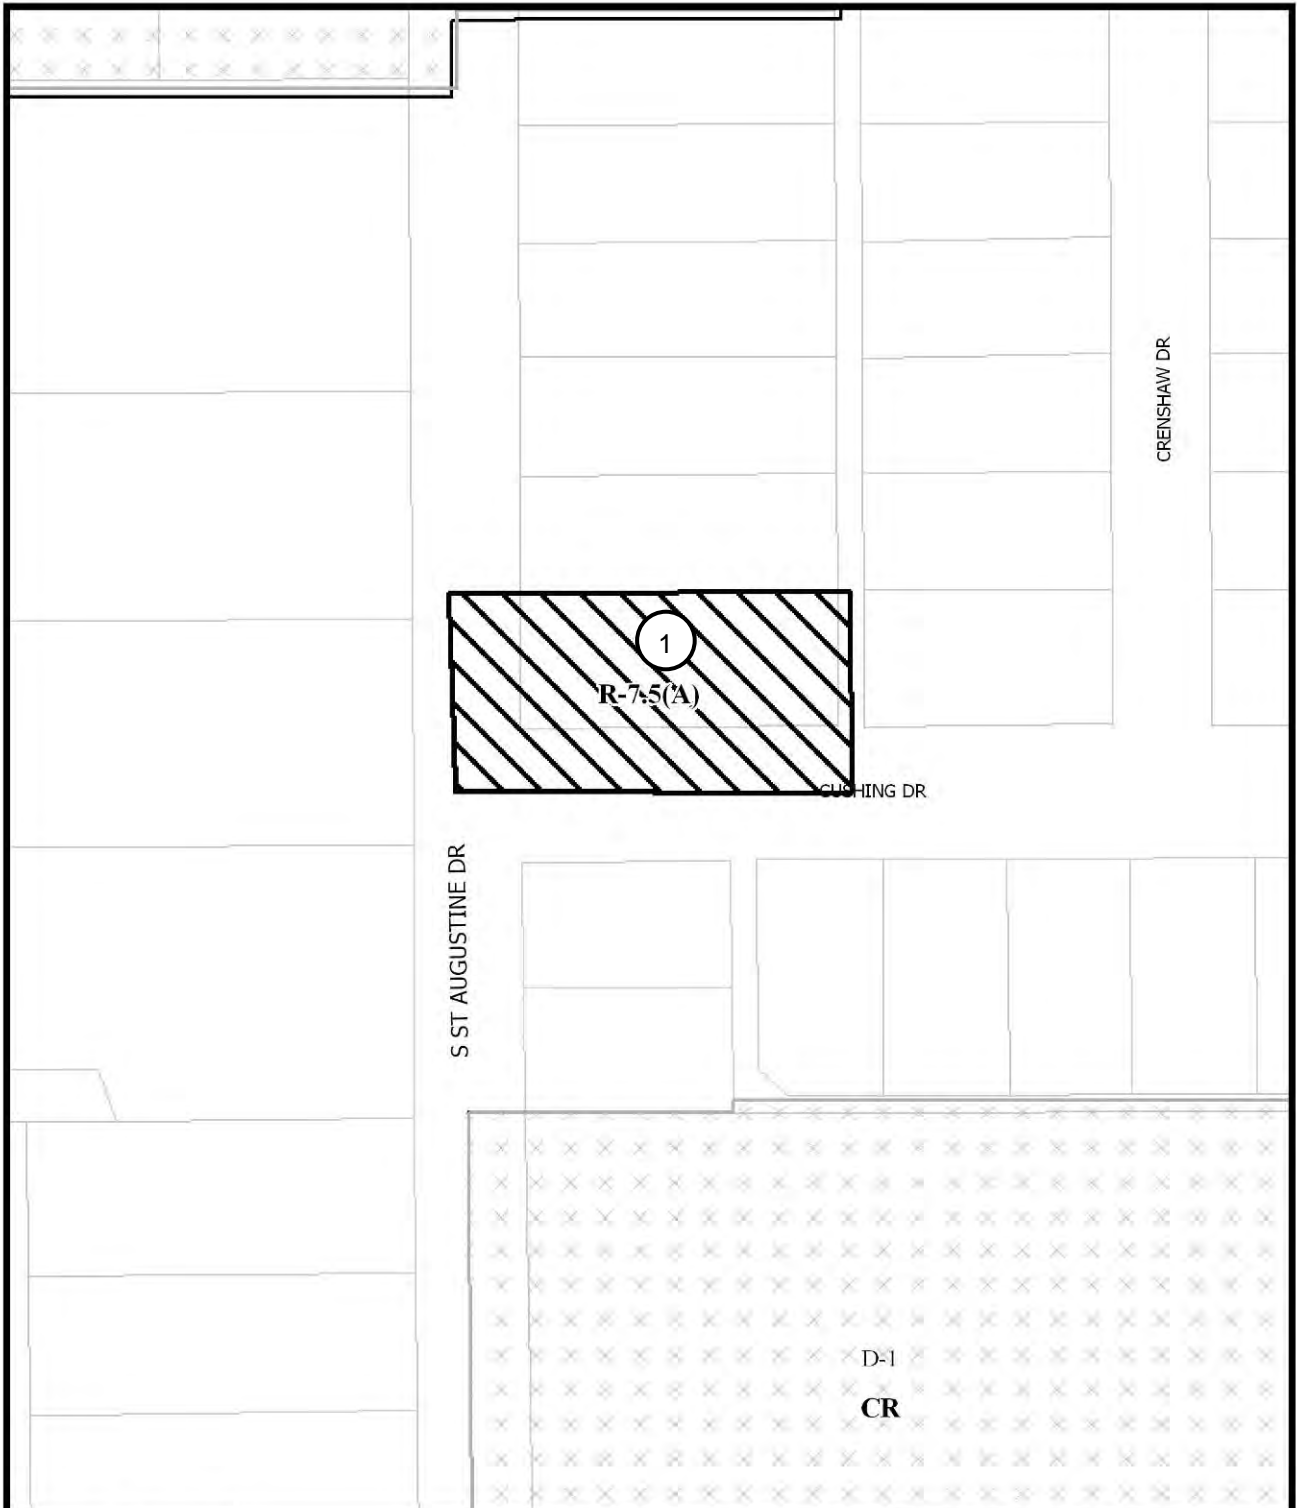 CRENSHAW DR
1
R-7.5(A)
CUSHING DR
S ST AUGUSTINE DR
D-1
CR